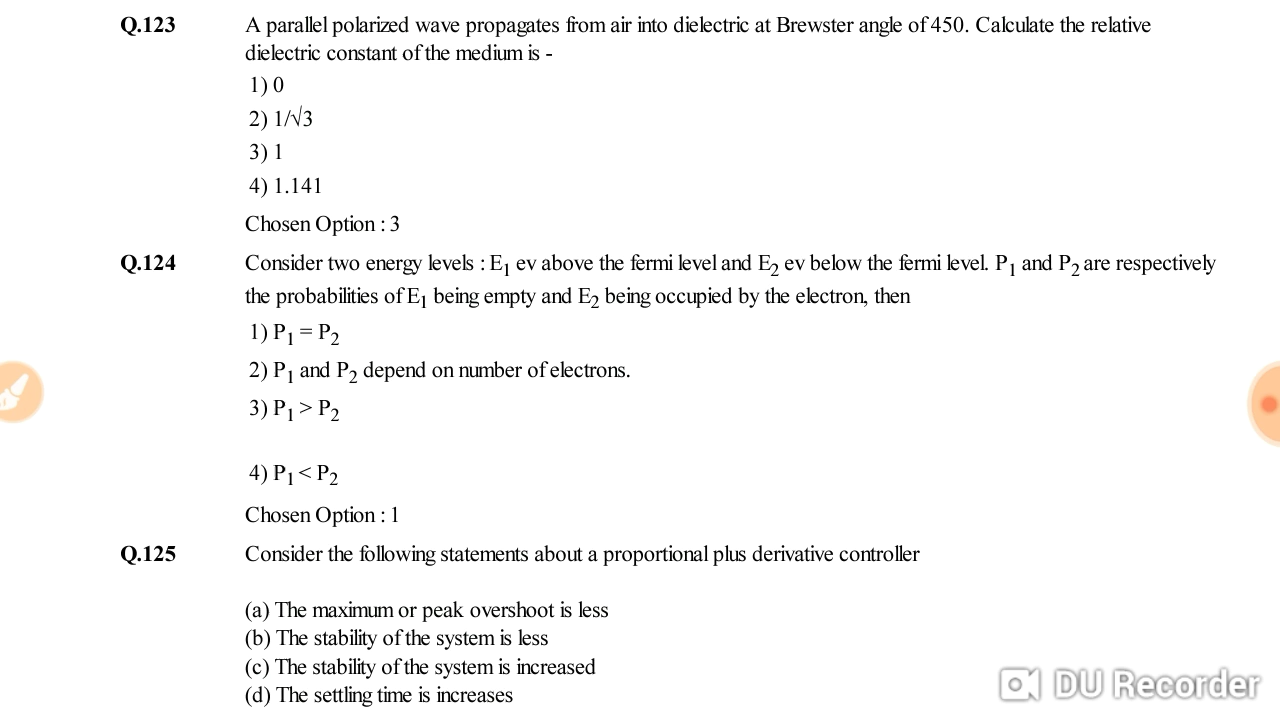 Q.123 A parallel polarized wave propagates from air into dielectric at Brewster angle of 450. Calculate the relative
dielectric constant of the medium is -
1) 0
2) 1/√3
3) 1
4) 1.141
Chosen Option : 3
Q.124 Consider two energy levels : E1 ev above the fermi level and E2 ev below the fermi level. P1 and P2 are respectively
the probabilities of E1 being empty and E2 being occupied by the electron, then
1) P1 = P2
2) P1 and P2 depend on number of electrons.
3) P1 > P2
4) P1 < P2
Chosen Option : 1
Q.125 Consider the following statements about a proportional plus derivative controller
(a) The maximum or peak overshoot is less
(b) The stability of the system is less
(c) The stability of the system is increased
(d) The settling time is increases
DU Recorder